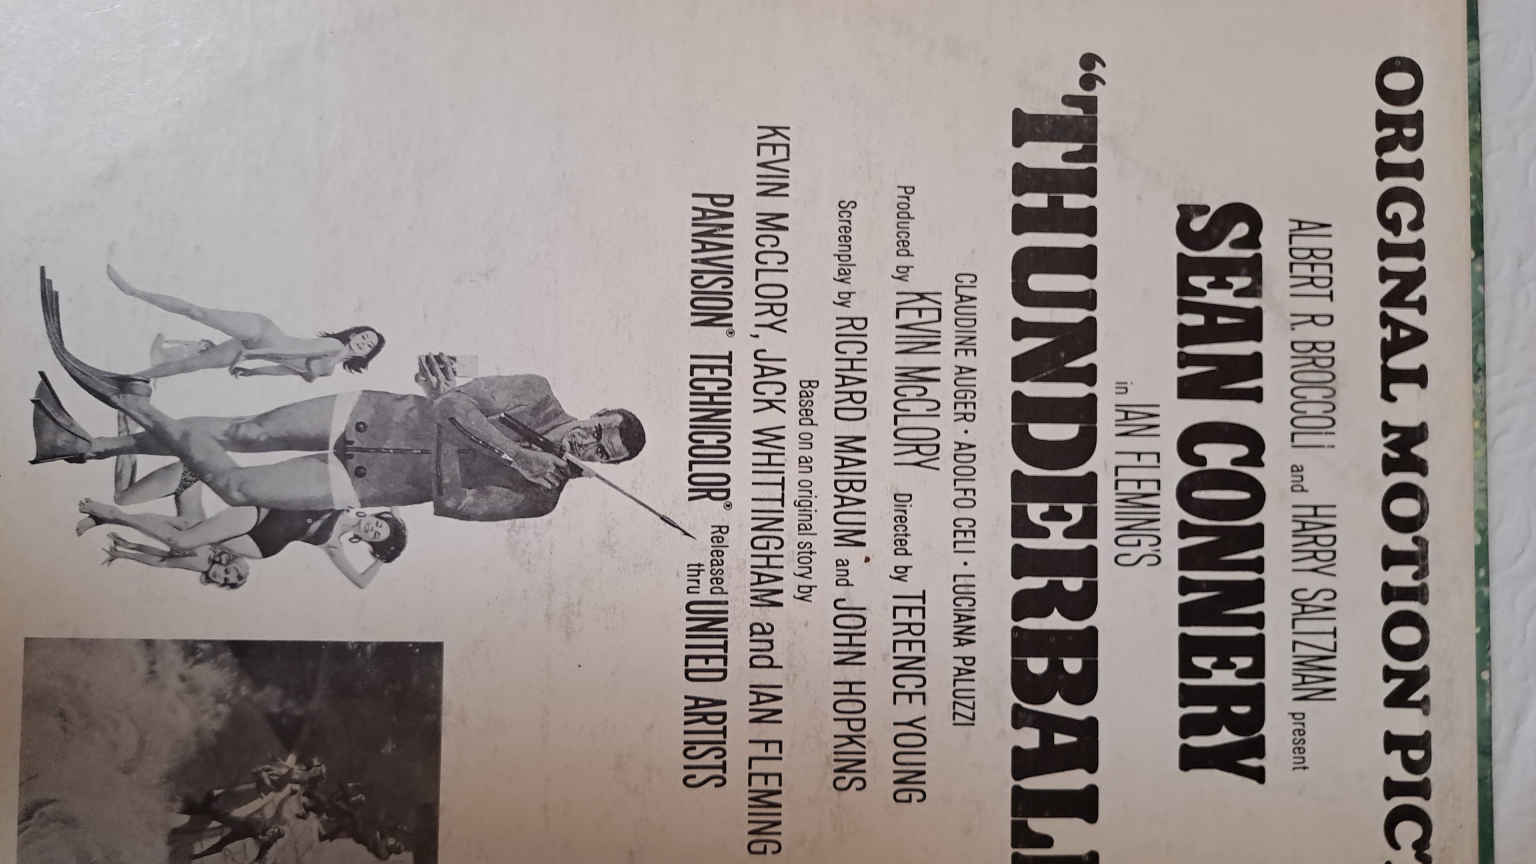 ORIGINAL MOTION PIC
ALBERT R. BROCCOLI and HARRY SALTZMAN present
SEAN CONNERY
in IAN FLEMING'S
"THUNDERBAL
CLAUDINE AUGER · ADOLFO CELI · LUCIANA PALUZZI
Produced by KEVIN McCLORY Directed by TERENCE YOUNG
Screenplay by RICHARD MAIBAUM and JOHN HOPKINS
Based on an original story by
KEVIN McCLORY, JACK WHITTINGHAM and IAN FLEMING
PANAVISION® TECHNICOLOR® Released thru UNITED ARTISTS